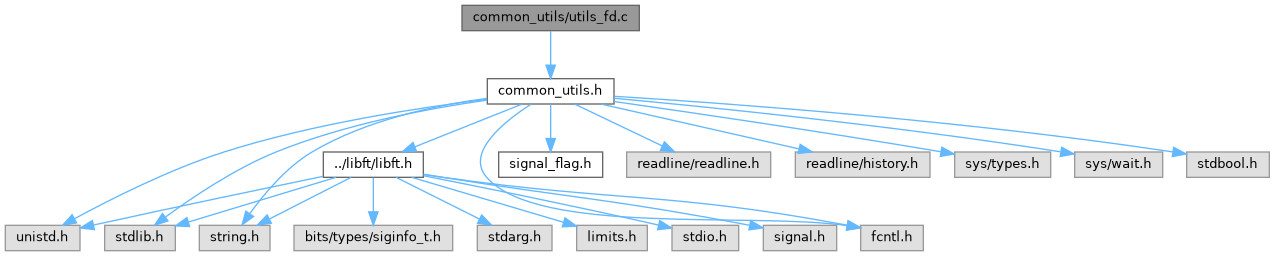 common_utils/utils_fd.c
common_utils.h
../libft/libft.h
signal_flag.h
readline/readline.h
readline/history.h
sys/types.h
sys/wait.h
stdbool.h
unistd.h
stdlib.h
string.h
bits/types/siginfo_t.h
stdarg.h
limits.h
stdio.h
signal.h
fcntl.h